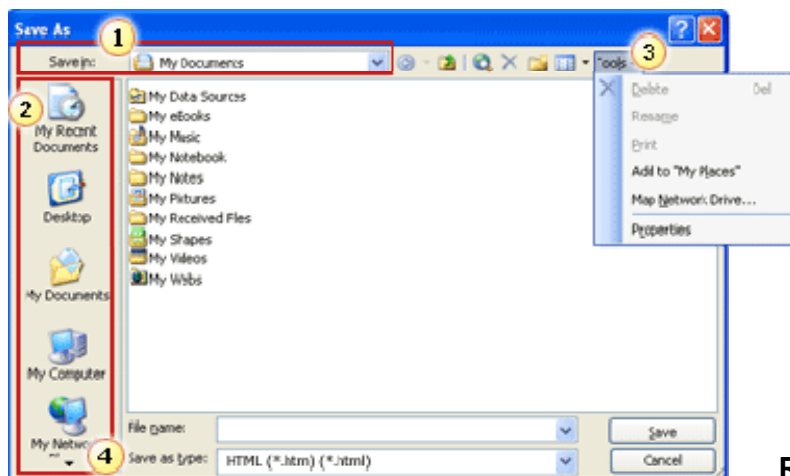 Save As
1
3
Save in:
My Documents
Tools
2
My Recent
Documents
Desktop
My Documents
My Computer
My Netwo
4
My Data Sources
My eBooks
My Music
My Notebook
My Notes
My Pictures
My Received Files
My Shapes
My Videos
My Webs
Delete Del
Rename
Print
Add to "My Places"
Map Network Drive...
Properties
File name:
Save
Save as type:
HTML (*.htm) (*.html)
Cancel